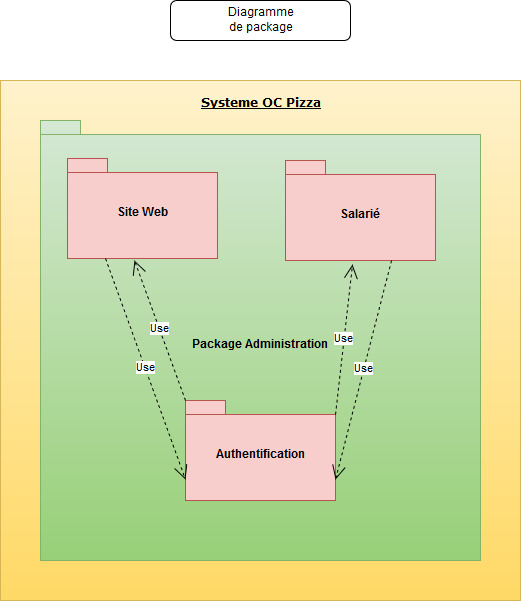 Diagramme
de package
Systeme OC Pizza
Site Web
Salarié
Use
Use
Package Administration
Use
Use
Authentification